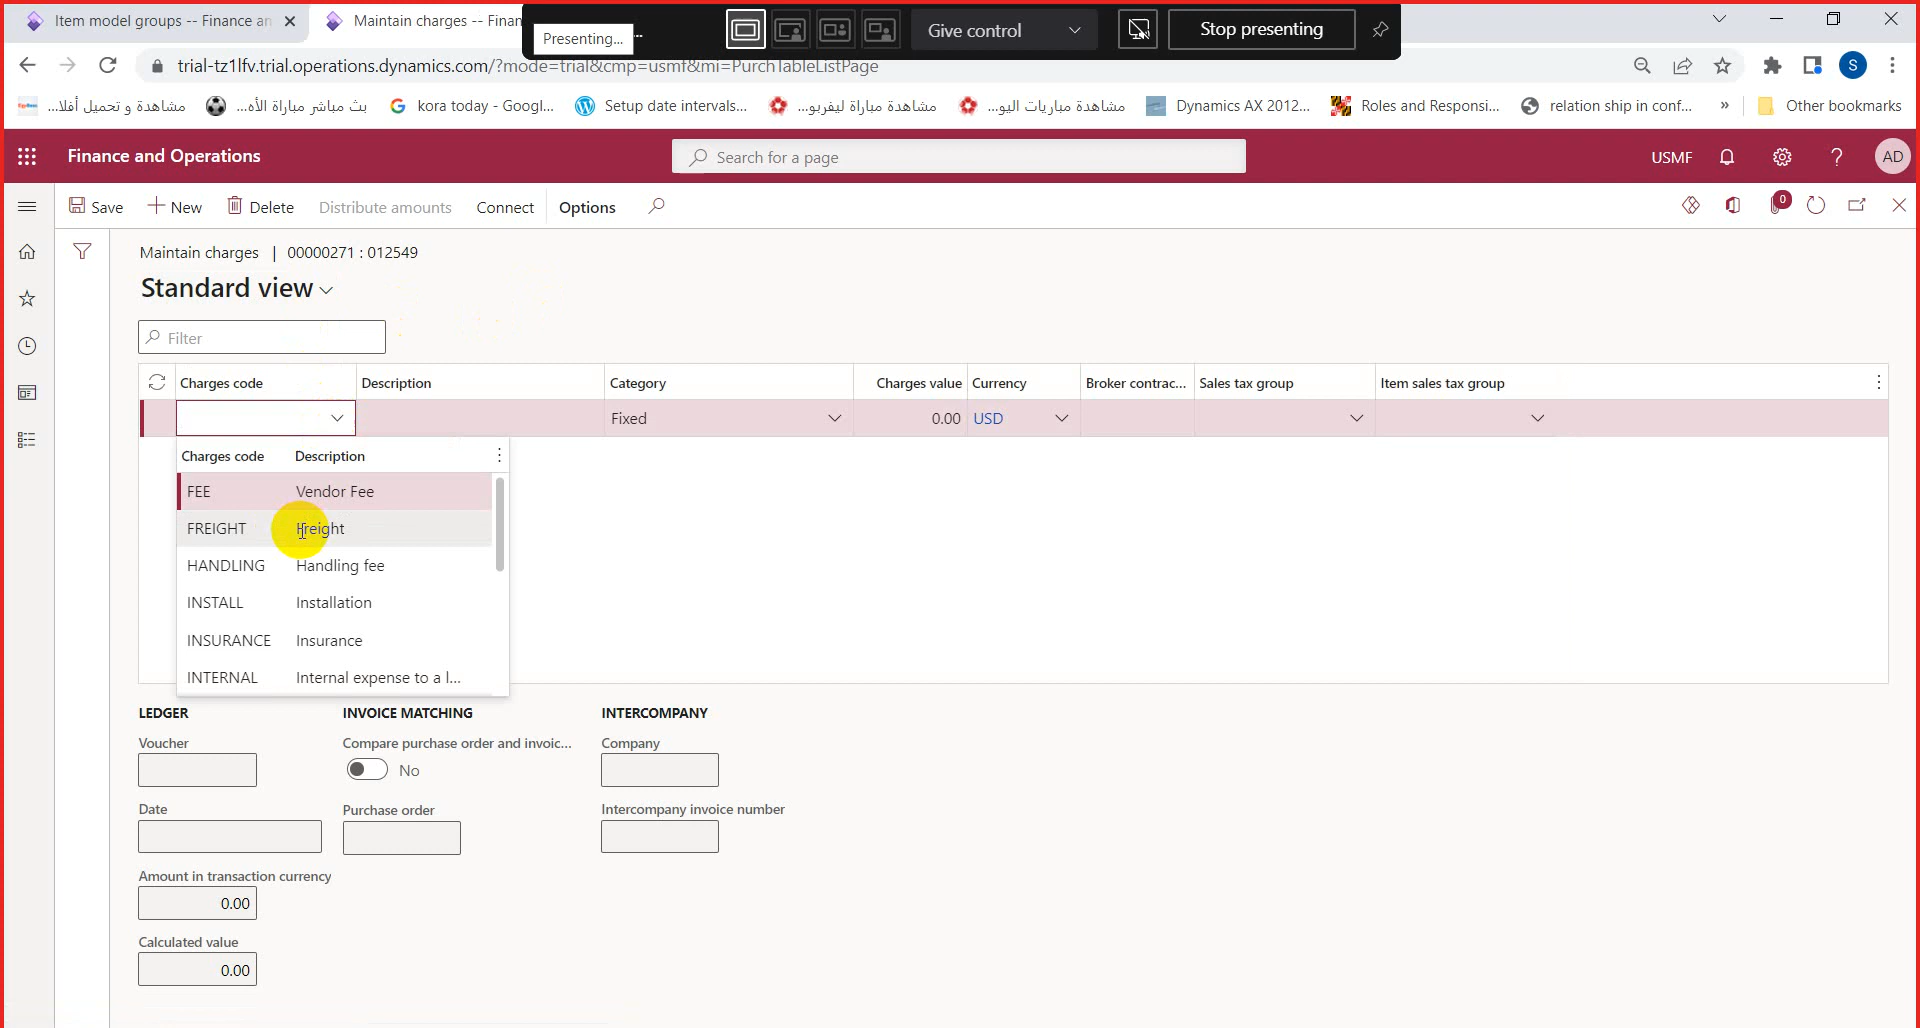 Item model groups -- Finance an
Maintain charges -- Finan
Presenting...
...
Give control
Stop presenting
trial-tz1lfv.trial.operations.dynamics.com/?mode=trial&cmp=usmf&mi=PurchTableListPage
S
مشاهدة و تحميل أفلا...
بث مباشر مباراة الأه...
kora today - Googl...
Setup date intervals...
مشاهدة مباراة ليفربو...
مشاهدة مباريات اليو...
Dynamics AX 2012...
Roles and Responsi...
relation ship in conf...
»
Other bookmarks
Finance and Operations
Search for a page
USMF
?
AD
Save
New
Delete
Distribute amounts
Connect
Options
0
Maintain charges | 00000271 : 012549
Standard view
Filter
Charges code Description Category Charges value Currency Broker contrac... Sales tax group Item sales tax group
Fixed 0.00 USD
Charges code Description
FEE Vendor Fee
FREIGHT Freight
HANDLING Handling fee
INSTALL Installation
INSURANCE Insurance
INTERNAL Internal expense to a l...
LEDGER
Voucher
Date
Amount in transaction currency
0.00
Calculated value
0.00
INVOICE MATCHING
Compare purchase order and invoic...
No
Purchase order
INTERCOMPANY
Company
Intercompany invoice number